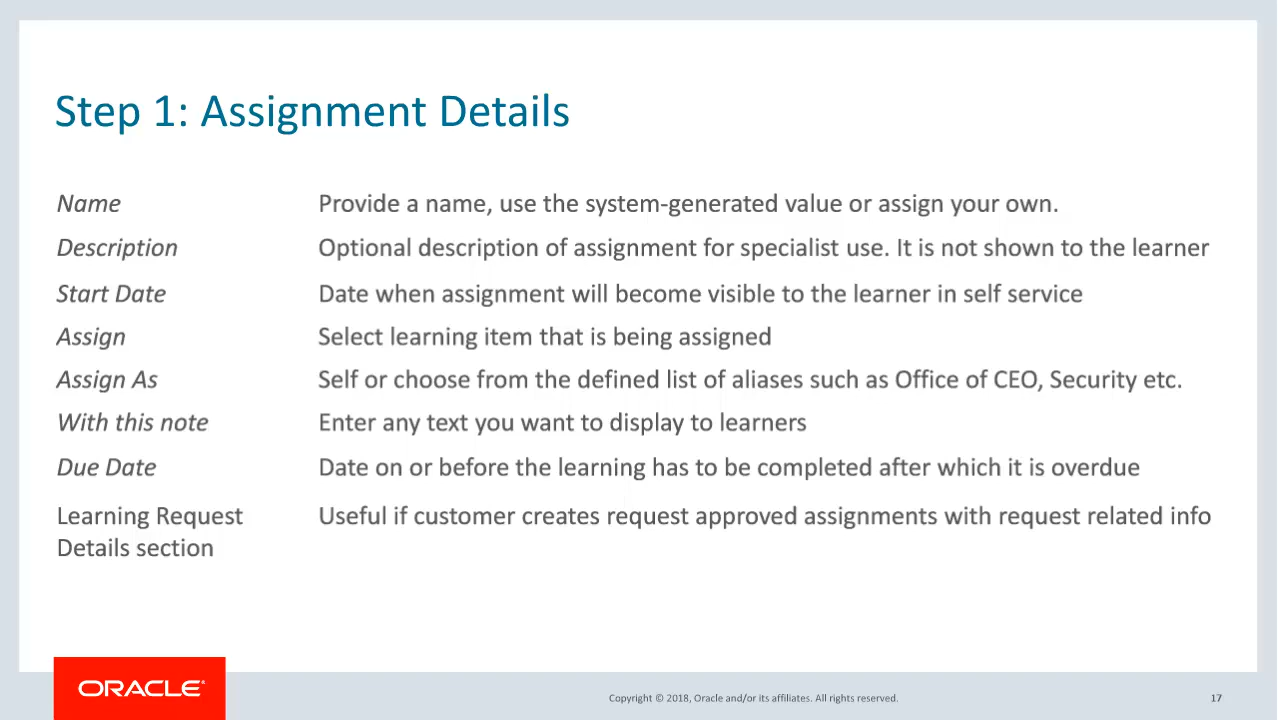 Step 1: Assignment Details
Name Provide a name, use the system-generated value or assign your own.
Description Optional description of assignment for specialist use. It is not shown to the learner
Start Date Date when assignment will become visible to the learner in self service
Assign Select learning item that is being assigned
Assign As Self or choose from the defined list of aliases such as Office of CEO, Security etc.
With this note Enter any text you want to display to learners
Due Date Date on or before the learning has to be completed after which it is overdue
Learning Request Useful if customer creates request approved assignments with request related info
Details section
ORACLE®
Copyright © 2018, Oracle and/or its affiliates. All rights reserved. 17